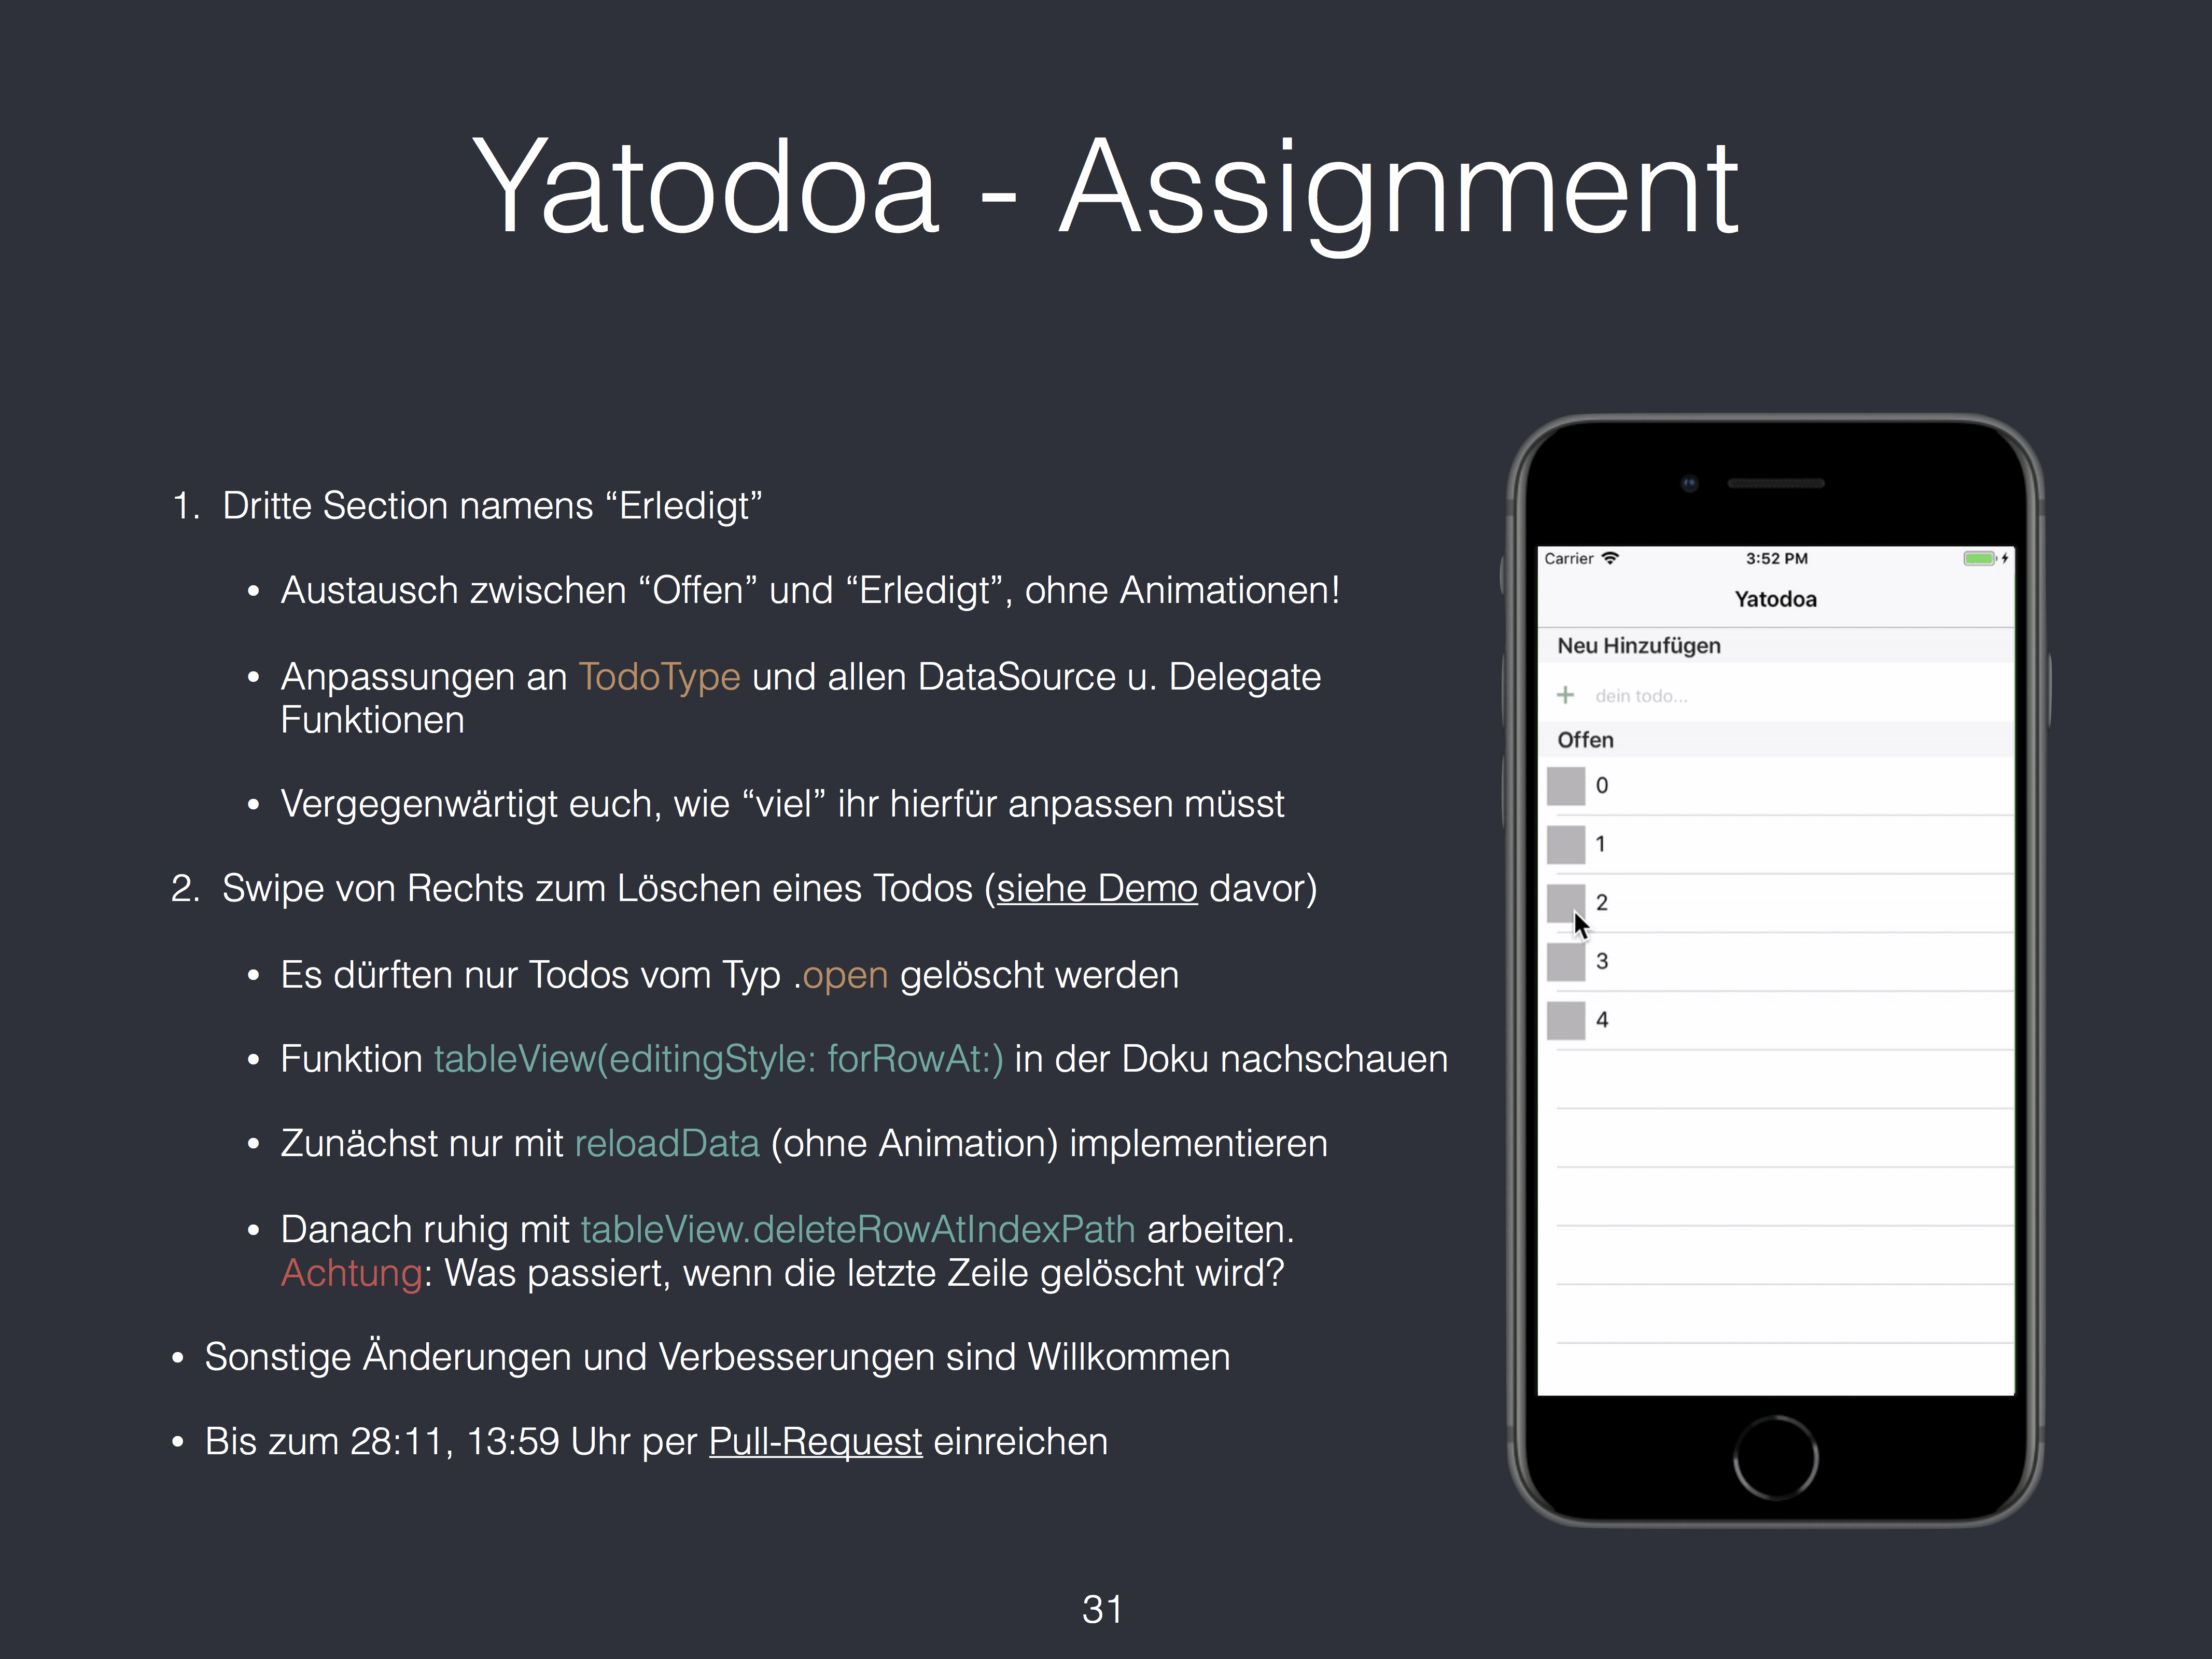 Yatodoa - Assignment
1. Dritte Section namens “Erledigt”
• Austausch zwischen “Offen” und “Erledigt”, ohne Animationen!
• Anpassungen an TodoType und allen DataSource u. Delegate
Funktionen
• Vergegenwärtigt euch, wie “viel” ihr hierfür anpassen müsst
2. Swipe von Rechts zum Löschen eines Todos (siehe Demo davor)
• Es dürften nur Todos vom Typ .open gelöscht werden
• Funktion tableView(editingStyle: forRowAt:) in der Doku nachschauen
• Zunächst nur mit reloadData (ohne Animation) implementieren
• Danach ruhig mit tableView.deleteRowAtIndexPath arbeiten.
Achtung: Was passiert, wenn die letzte Zeile gelöscht wird?
• Sonstige Änderungen und Verbesserungen sind Willkommen
• Bis zum 28:11, 13:59 Uhr per Pull-Request einreichen
Carrier 3:52 PM
Yatodoa
Neu Hinzufügen
+ dein todo...
Offen
0
1
2
3
4
31